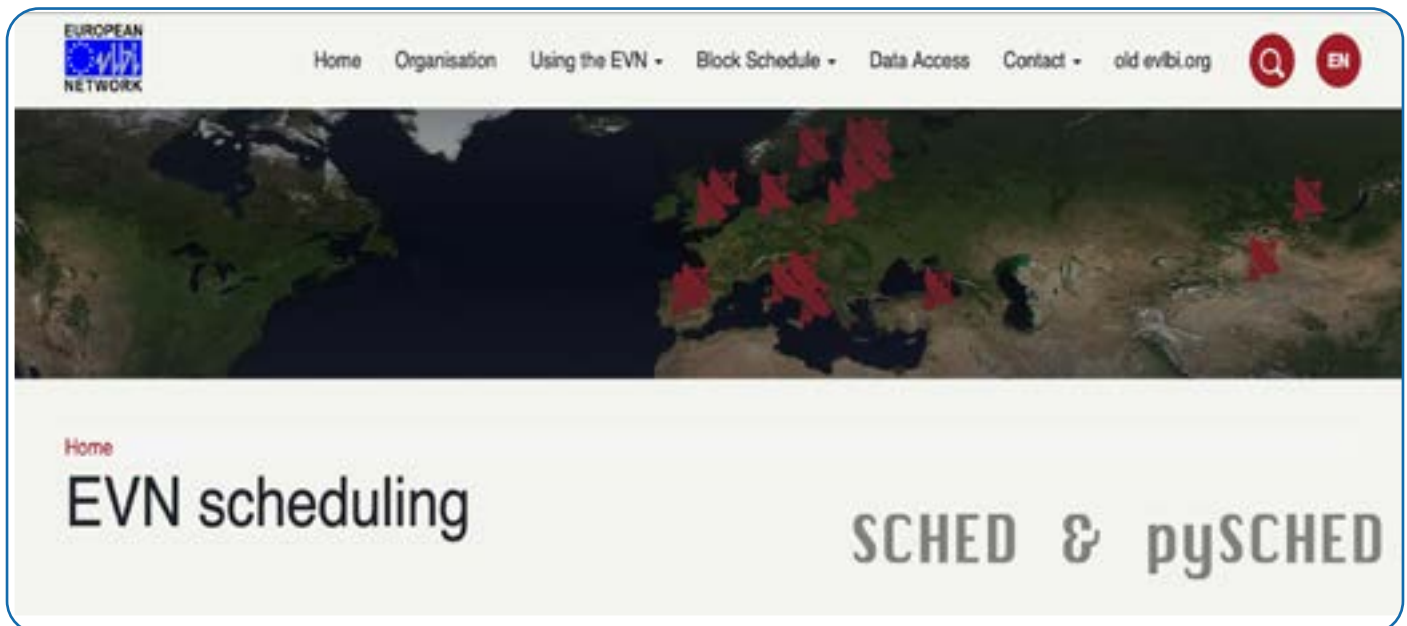 EUROPEAN
evlbi
NETWORK
Home Organisation Using the EVN Block Schedule Data Access Contact old evlbi.org EN
Home
EVN scheduling
SCHED & pySCHED